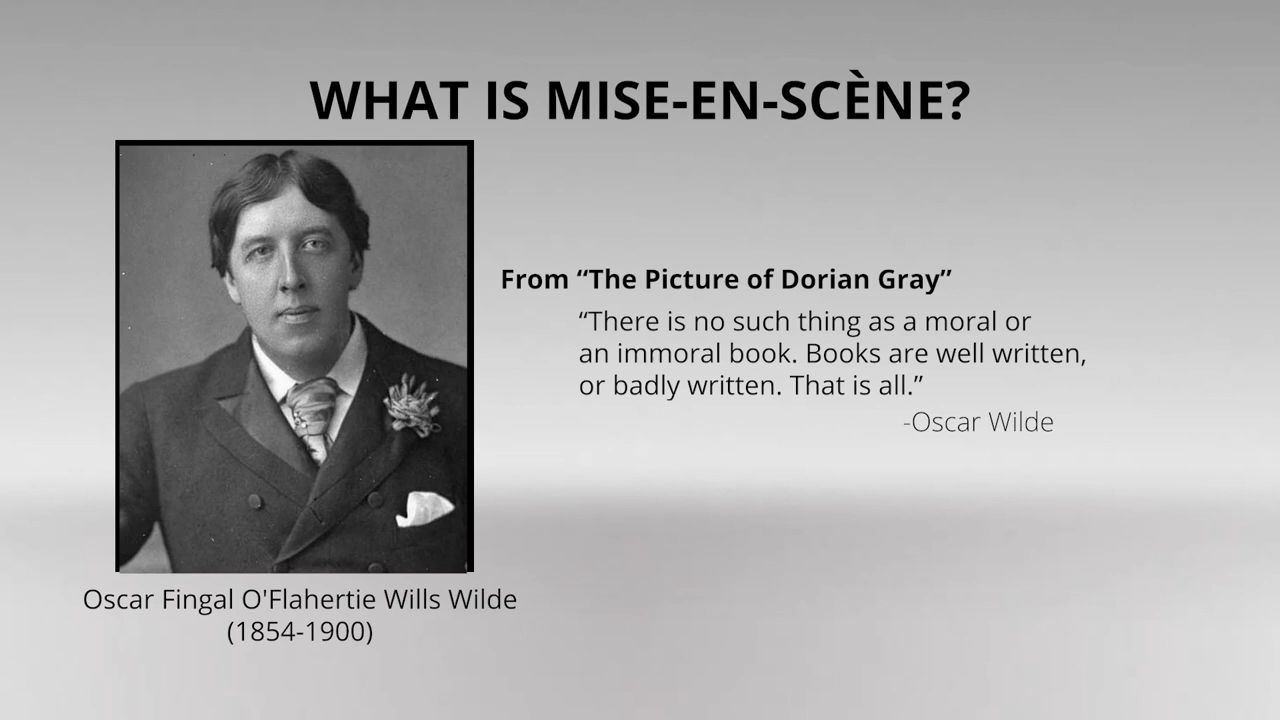 WHAT IS MISE-EN-SCÈNE?
From “The Picture of Dorian Gray”
“There is no such thing as a moral or
an immoral book. Books are well written,
or badly written. That is all.”
-Oscar Wilde
Oscar Fingal O'Flahertie Wills Wilde
(1854-1900)